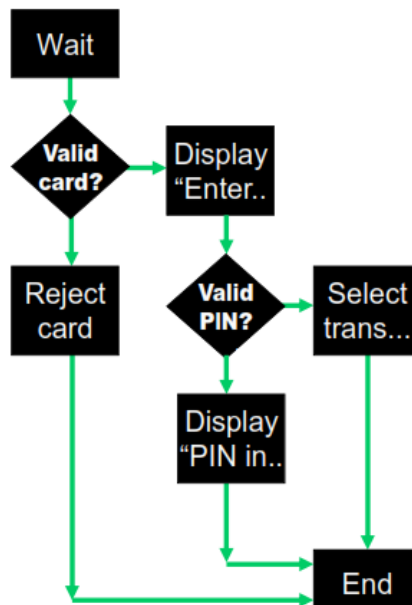 Wait
Valid
card?
Display
“Enter..
Reject
card
Valid
PIN?
Select
trans...
Display
“PIN in..
End